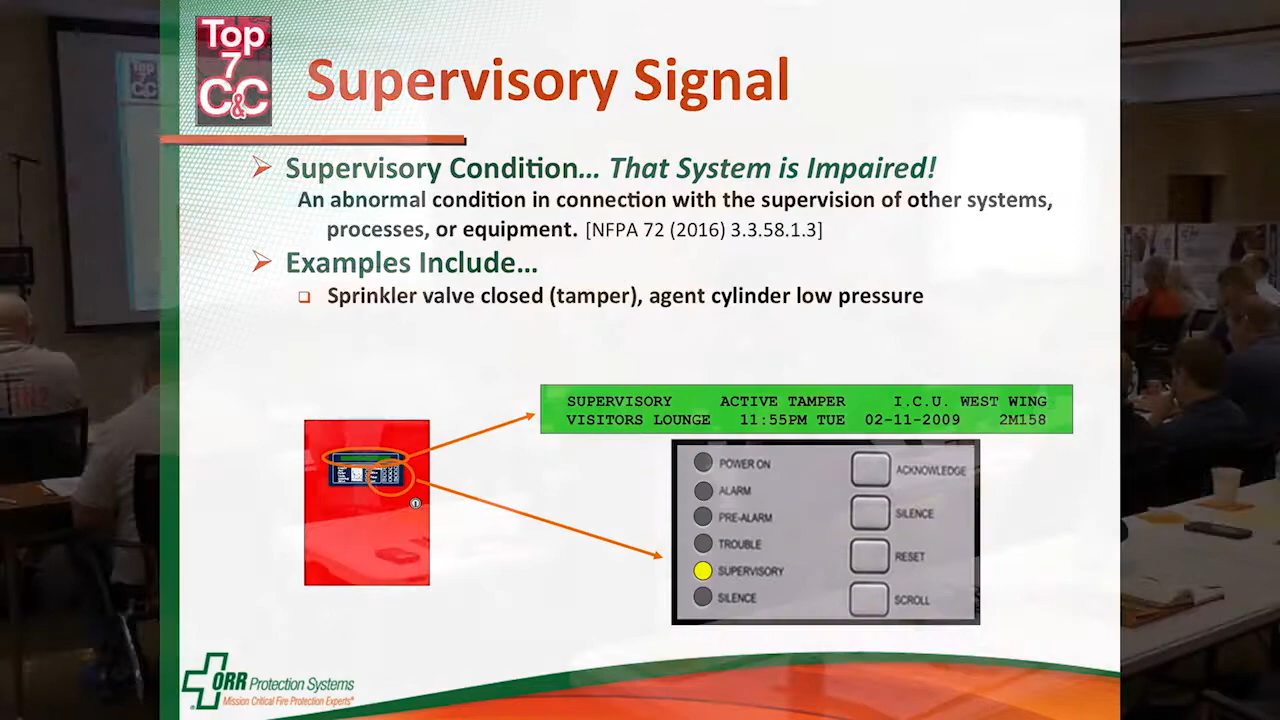 Top
7
C&C
Supervisory Signal
Supervisory Condition... That System is Impaired!
An abnormal condition in connection with the supervision of other systems,
processes, or equipment. [NFPA 72 (2016) 3.3.58.1.3]
Examples Include...
Sprinkler valve closed (tamper), agent cylinder low pressure
SUPERVISORY ACTIVE TAMPER I.C.U. WEST WING
VISITORS LOUNGE 11:55PM TUE 02-11-2009 2M158
POWER ON
ACKNOWLEDGE
ALARM
SILENCE
PRE-ALARM
TROUBLE
RESET
SUPERVISORY
SILENCE
SCROLL
ORR Protection Systems
Mission Critical Fire Protection Experts®